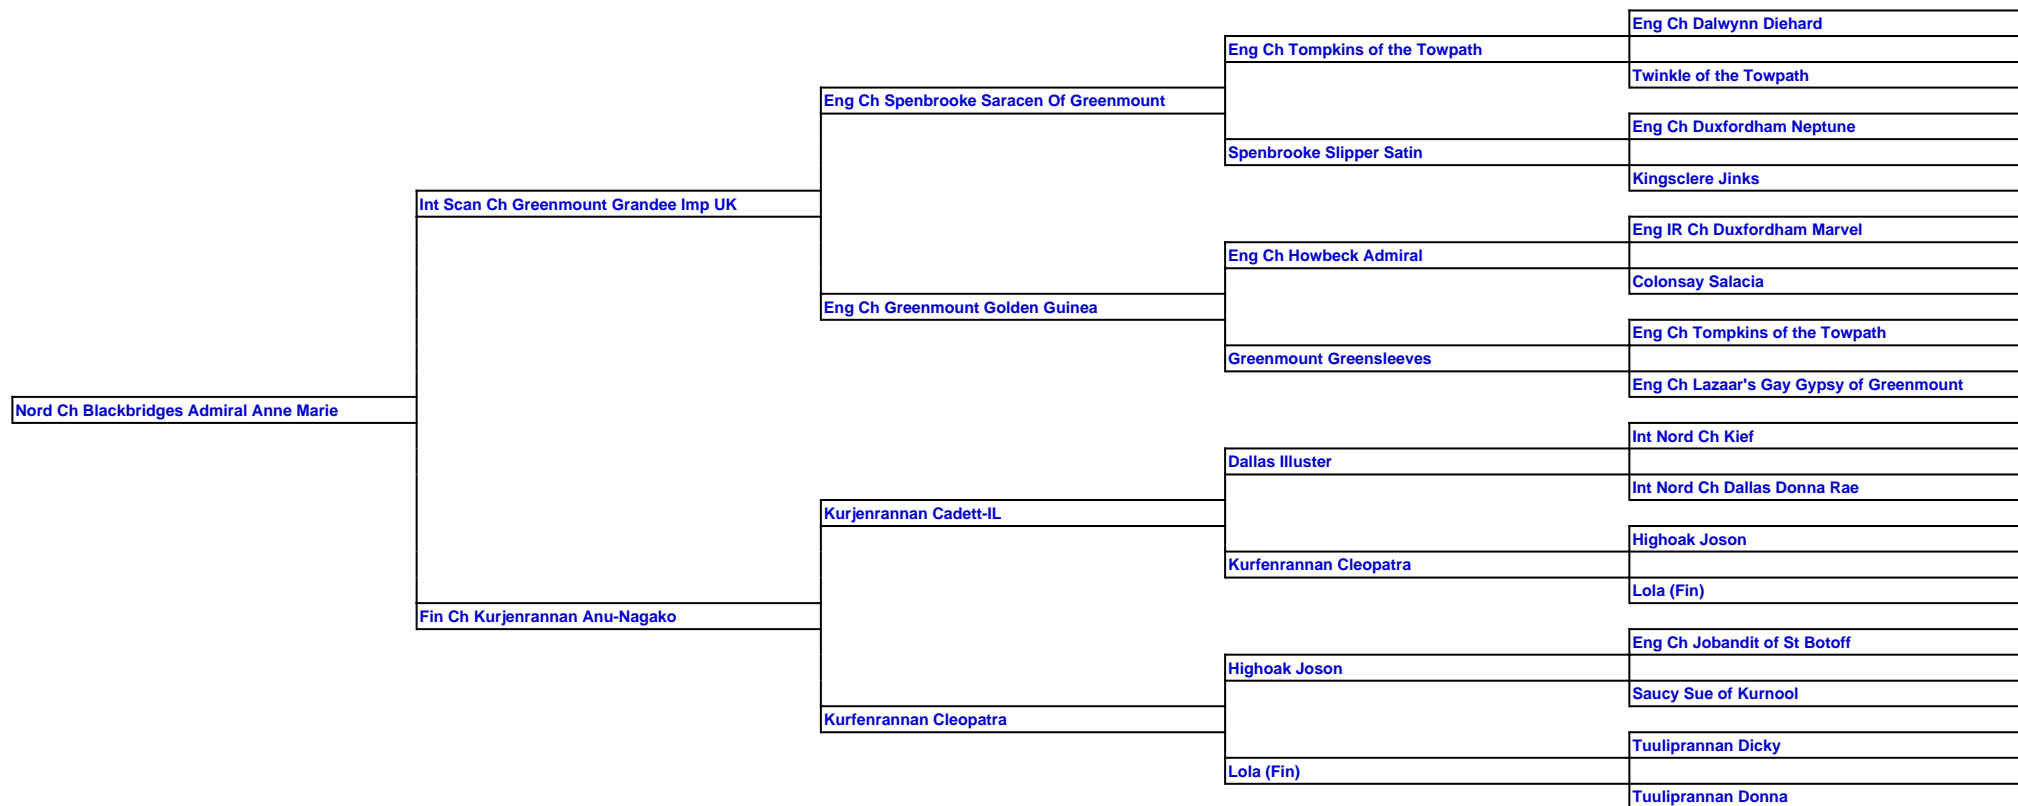 Eng Ch Dalwynn Diehard
Eng Ch Tompkins of the Towpath
Twinkle of the Towpath
Eng Ch Spenbrooke Saracen Of Greenmount
Eng Ch Duxfordham Neptune
Spenbrooke Slipper Satin
Kingsclere Jinks
Int Scan Ch Greenmount Grandee Imp UK
Eng IR Ch Duxfordham Marvel
Eng Ch Howbeck Admiral
Colonsay Salacia
Eng Ch Greenmount Golden Guinea
Eng Ch Tompkins of the Towpath
Greenmount Greensleeves
Eng Ch Lazaar's Gay Gypsy of Greenmount
Nord Ch Blackbridges Admiral Anne Marie
Int Nord Ch Kief
Dallas Illuster
Int Nord Ch Dallas Donna Rae
Kurjenrannan Cadett-IL
Highoak Joson
Kurfenrannan Cleopatra
Lola (Fin)
Fin Ch Kurjenrannan Anu-Nagako
Eng Ch Jobandit of St Botoff
Highoak Joson
Saucy Sue of Kurnool
Kurfenrannan Cleopatra
Tuuliprannan Dicky
Lola (Fin)
Tuuliprannan Donna